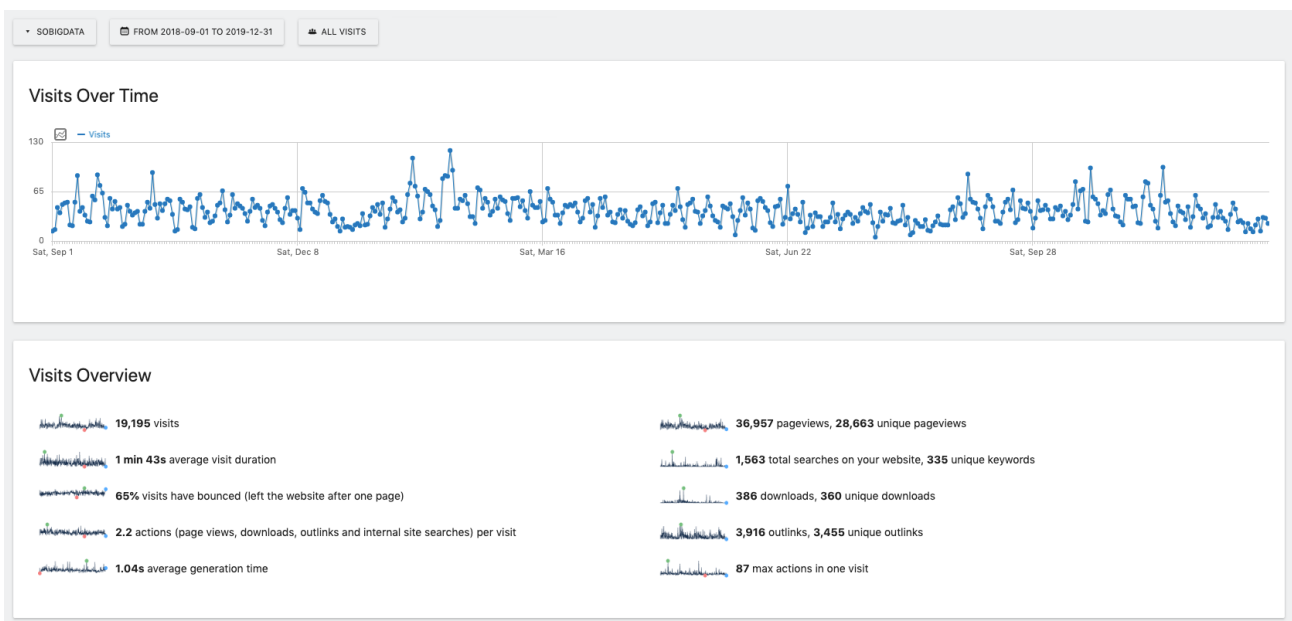 SOBIGDATA
FROM 2018-09-01 TO 2019-12-31
ALL VISITS
Visits Over Time
Visits
130
65
0
Sat, Sep 1
Sat, Dec 8
Sat, Mar 16
Sat, Jun 22
Sat, Sep 28
Visits Overview
19,195 visits
1 min 43s average visit duration
65% visits have bounced (left the website after one page)
2.2 actions (page views, downloads, outlinks and internal site searches) per visit
1.04s average generation time
36,957 pageviews, 28,663 unique pageviews
1,563 total searches on your website, 335 unique keywords
386 downloads, 360 unique downloads
3,916 outlinks, 3,455 unique outlinks
87 max actions in one visit